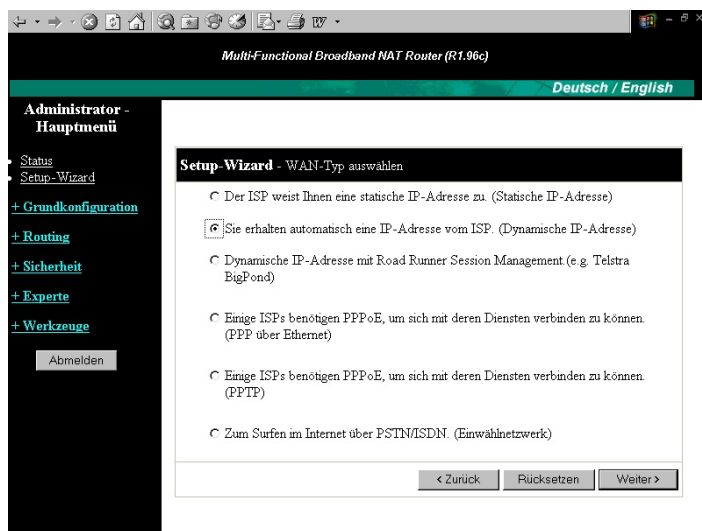 Multi-Functional Broadband NAT Router (R1.96c)
Deutsch / English
Administrator -
Hauptmenü
Status
Setup-Wizard
+ Grundkonfiguration
+ Routing
+ Sicherheit
+ Experte
+ Werkzeuge
Abmelden
Setup-Wizard - WAN-Typ auswählen
Der ISP weist Ihnen eine statische IP-Adresse zu. (Statische IP-Adresse)
Sie erhalten automatisch eine IP-Adresse vom ISP. (Dynamische IP-Adresse)
Dynamische IP-Adresse mit Road Runner Session Management.(e.g. Telstra
BigPond)
Einige ISPs benötigen PPPoE, um sich mit deren Diensten verbinden zu können.
(PPP über Ethernet)
Einige ISPs benötigen PPPoE, um sich mit deren Diensten verbinden zu können.
(PPTP)
Zum Surfen im Internet über PSTN/ISDN. (Einwählnetzwerk)
< Zurück Rücksetzen Weiter >